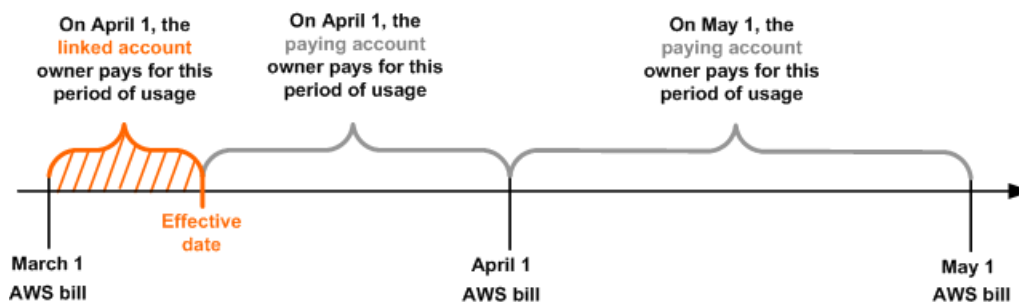 On April 1, the
linked account
owner pays for this
period of usage
On April 1, the
paying account
owner pays for this
period of usage
On May 1, the
paying account
owner pays for this
period of usage
Effective
date
March 1
AWS bill
April 1
AWS bill
May 1
AWS bill